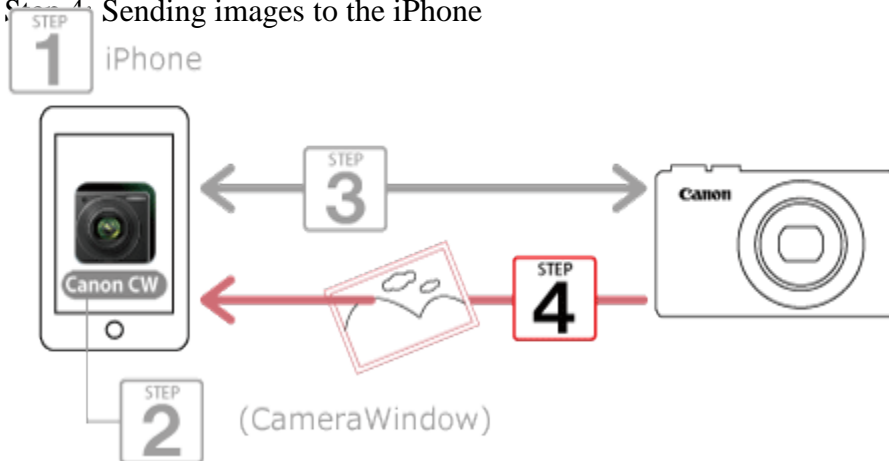 Step 4: Sending images to the iPhone
STEP
1
iPhone
STEP
3
Canon
Canon CW
STEP
4
STEP
2
(CameraWindow)